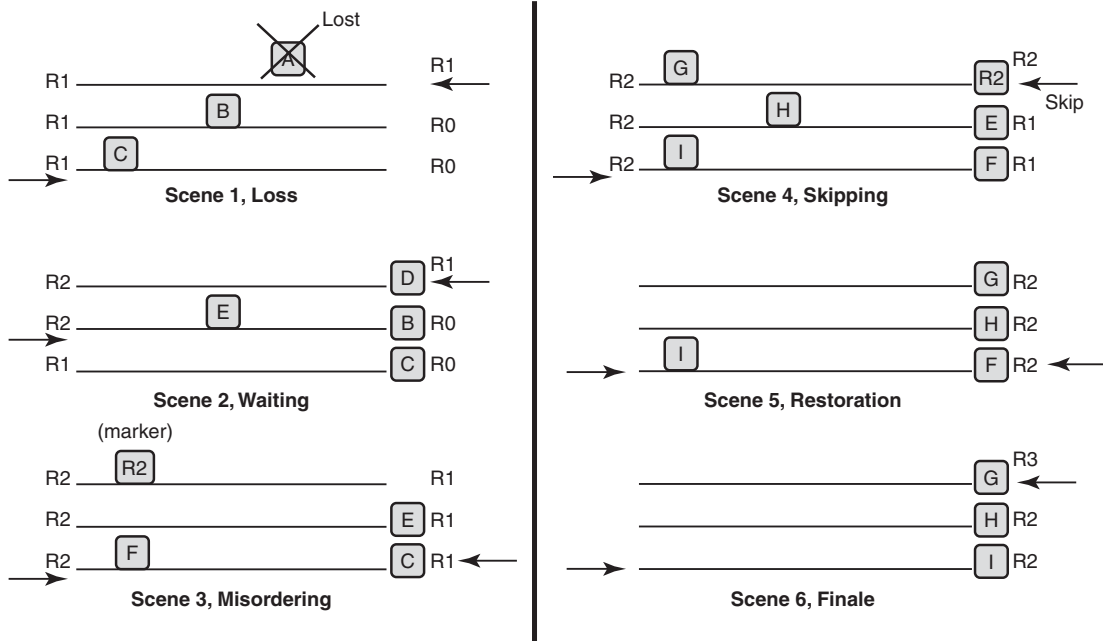 Lost
A
R1 R1
B
R1 R0
C
R1 R0
Scene 1, Loss
R2 D R1
E
R2 B R0
R1 C R0
Scene 2, Waiting
(marker)
R2
R2 R1
R2 E R1
F
R2 C R1
Scene 3, Misordering
G R2
R2 R2
Skip
H
R2 E R1
I
R2 F R1
Scene 4, Skipping
G R2
H R2
I
F R2
Scene 5, Restoration
R3
G
H R2
I R2
Scene 6, Finale